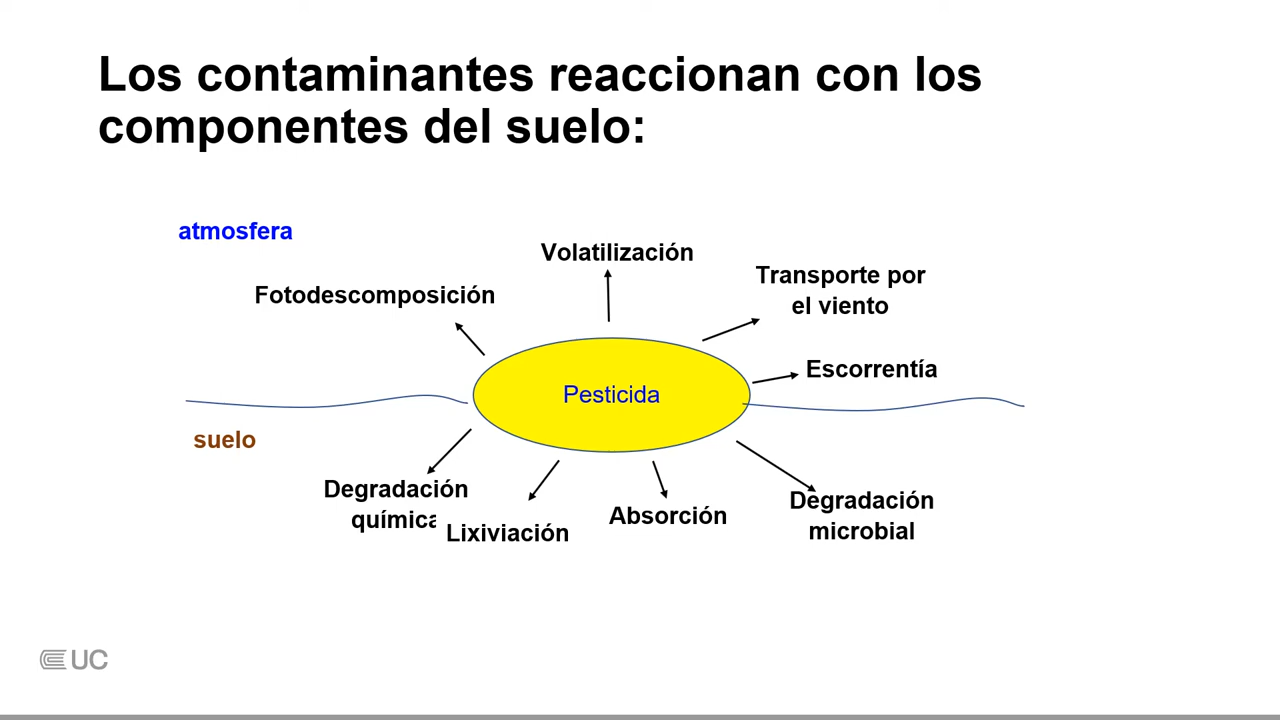 Los contaminantes reaccionan con los
componentes del suelo:
atmosfera
Volatilización
Transporte por
el viento
Fotodescomposición
Escorrentía
Pesticida
suelo
Degradación
química
Lixiviación
Absorción
Degradación
microbial
UC